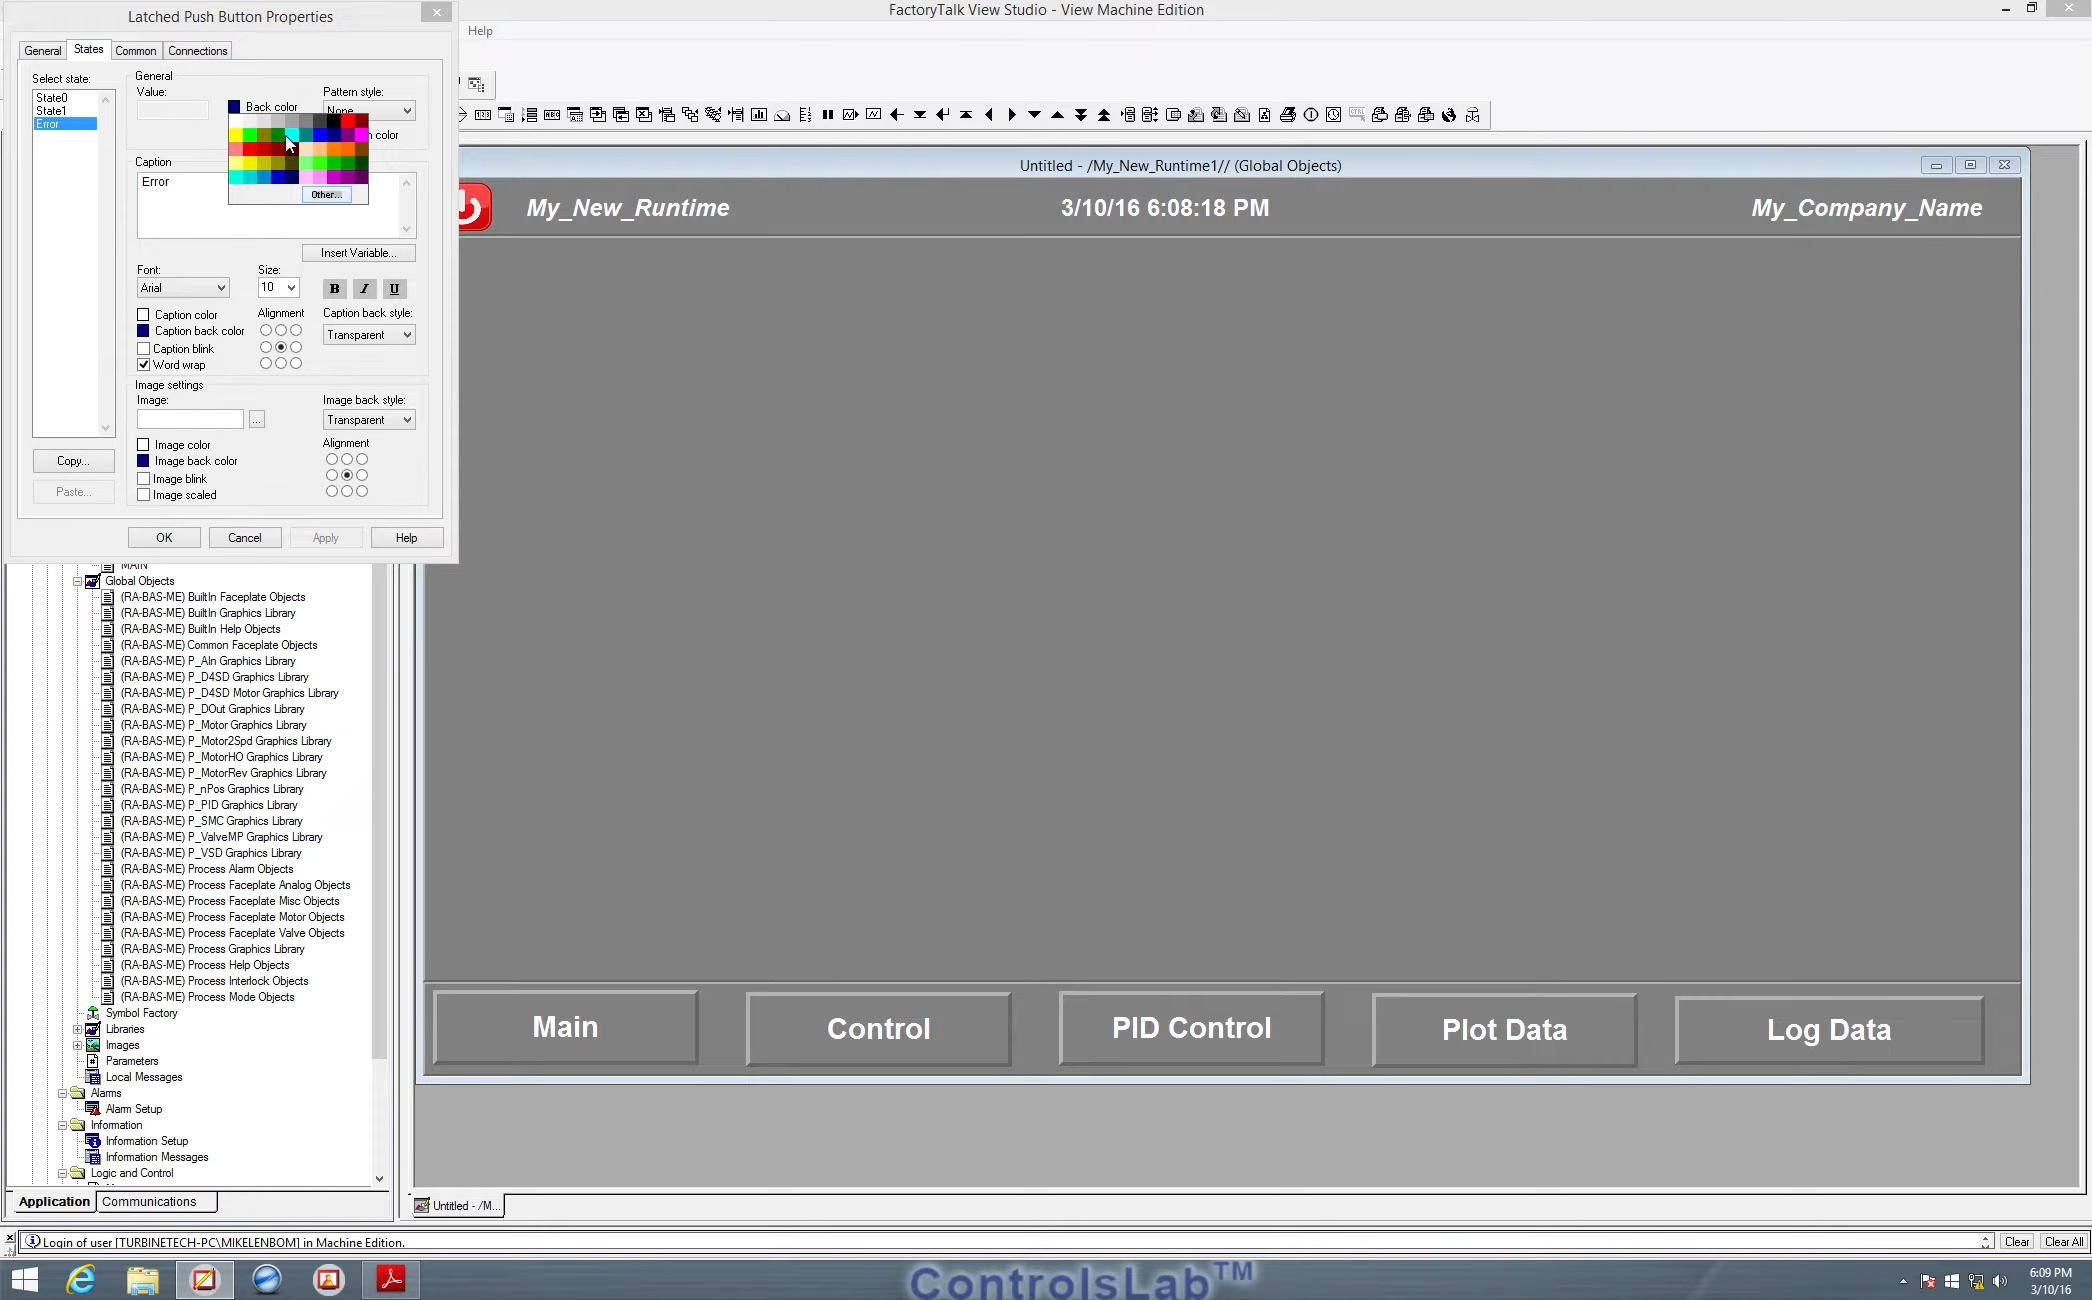 Latched Push Button Properties
FactoryTalk View Studio - View Machine Edition
Help
General
States
Common
Connections
Select state:
State0
State1
Error
General
Value:
Back color
Pattern style:
None
n color
Caption
Error
Other...
Insert Variable...
Font:
Arial
Size:
10
B I U
Caption color
Caption back color
Caption blink
Word wrap
Alignment
Caption back style:
Transparent
Image settings
Image:
...
Image back style:
Transparent
Image color
Image back color
Image blink
Image scaled
Alignment
Copy...
Paste...
OK
Cancel
Apply
Help
Untitled - /My_New_Runtime1// (Global Objects)
My_New_Runtime
3/10/16 6:08:18 PM
My_Company_Name
Main
Control
PID Control
Plot Data
Log Data
MAIN
Global Objects
(RA-BAS-ME) BuiltIn Faceplate Objects
(RA-BAS-ME) BuiltIn Graphics Library
(RA-BAS-ME) BuiltIn Help Objects
(RA-BAS-ME) Common Faceplate Objects
(RA-BAS-ME) P_AIn Graphics Library
(RA-BAS-ME) P_D4SD Graphics Library
(RA-BAS-ME) P_D4SD Motor Graphics Library
(RA-BAS-ME) P_DOut Graphics Library
(RA-BAS-ME) P_Motor Graphics Library
(RA-BAS-ME) P_Motor2Spd Graphics Library
(RA-BAS-ME) P_MotorHO Graphics Library
(RA-BAS-ME) P_MotorRev Graphics Library
(RA-BAS-ME) P_nPos Graphics Library
(RA-BAS-ME) P_PID Graphics Library
(RA-BAS-ME) P_SMC Graphics Library
(RA-BAS-ME) P_ValveMP Graphics Library
(RA-BAS-ME) P_VSD Graphics Library
(RA-BAS-ME) Process Alarm Objects
(RA-BAS-ME) Process Faceplate Analog Objects
(RA-BAS-ME) Process Faceplate Misc Objects
(RA-BAS-ME) Process Faceplate Motor Objects
(RA-BAS-ME) Process Faceplate Valve Objects
(RA-BAS-ME) Process Graphics Library
(RA-BAS-ME) Process Help Objects
(RA-BAS-ME) Process Interlock Objects
(RA-BAS-ME) Process Mode Objects
Symbol Factory
Libraries
Images
Parameters
Local Messages
Alarms
Alarm Setup
Information
Information Setup
Information Messages
Logic and Control
Application
Communications
Untitled - /M...
Login of user [TURBINETECH-PC\MIKELENBOM] in Machine Edition.
Clear
Clear All
ControlsLab™
6:09 PM
3/10/16